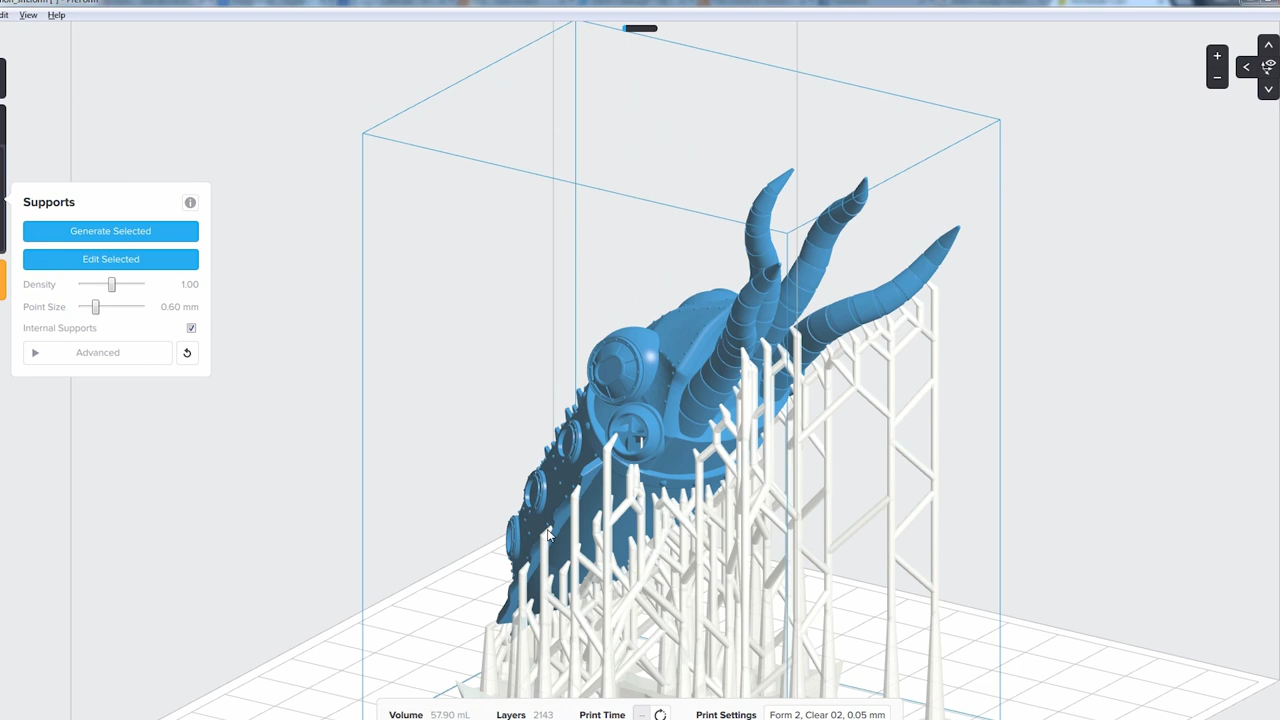 dit View Help
Supports
Generate Selected
Edit Selected
Density 1.00
Point Size 0.60 mm
Internal Supports
Advanced
Volume 57.90 mL Layers 2143 Print Time -- Print Settings Form 2, Clear 02, 0.05 mm